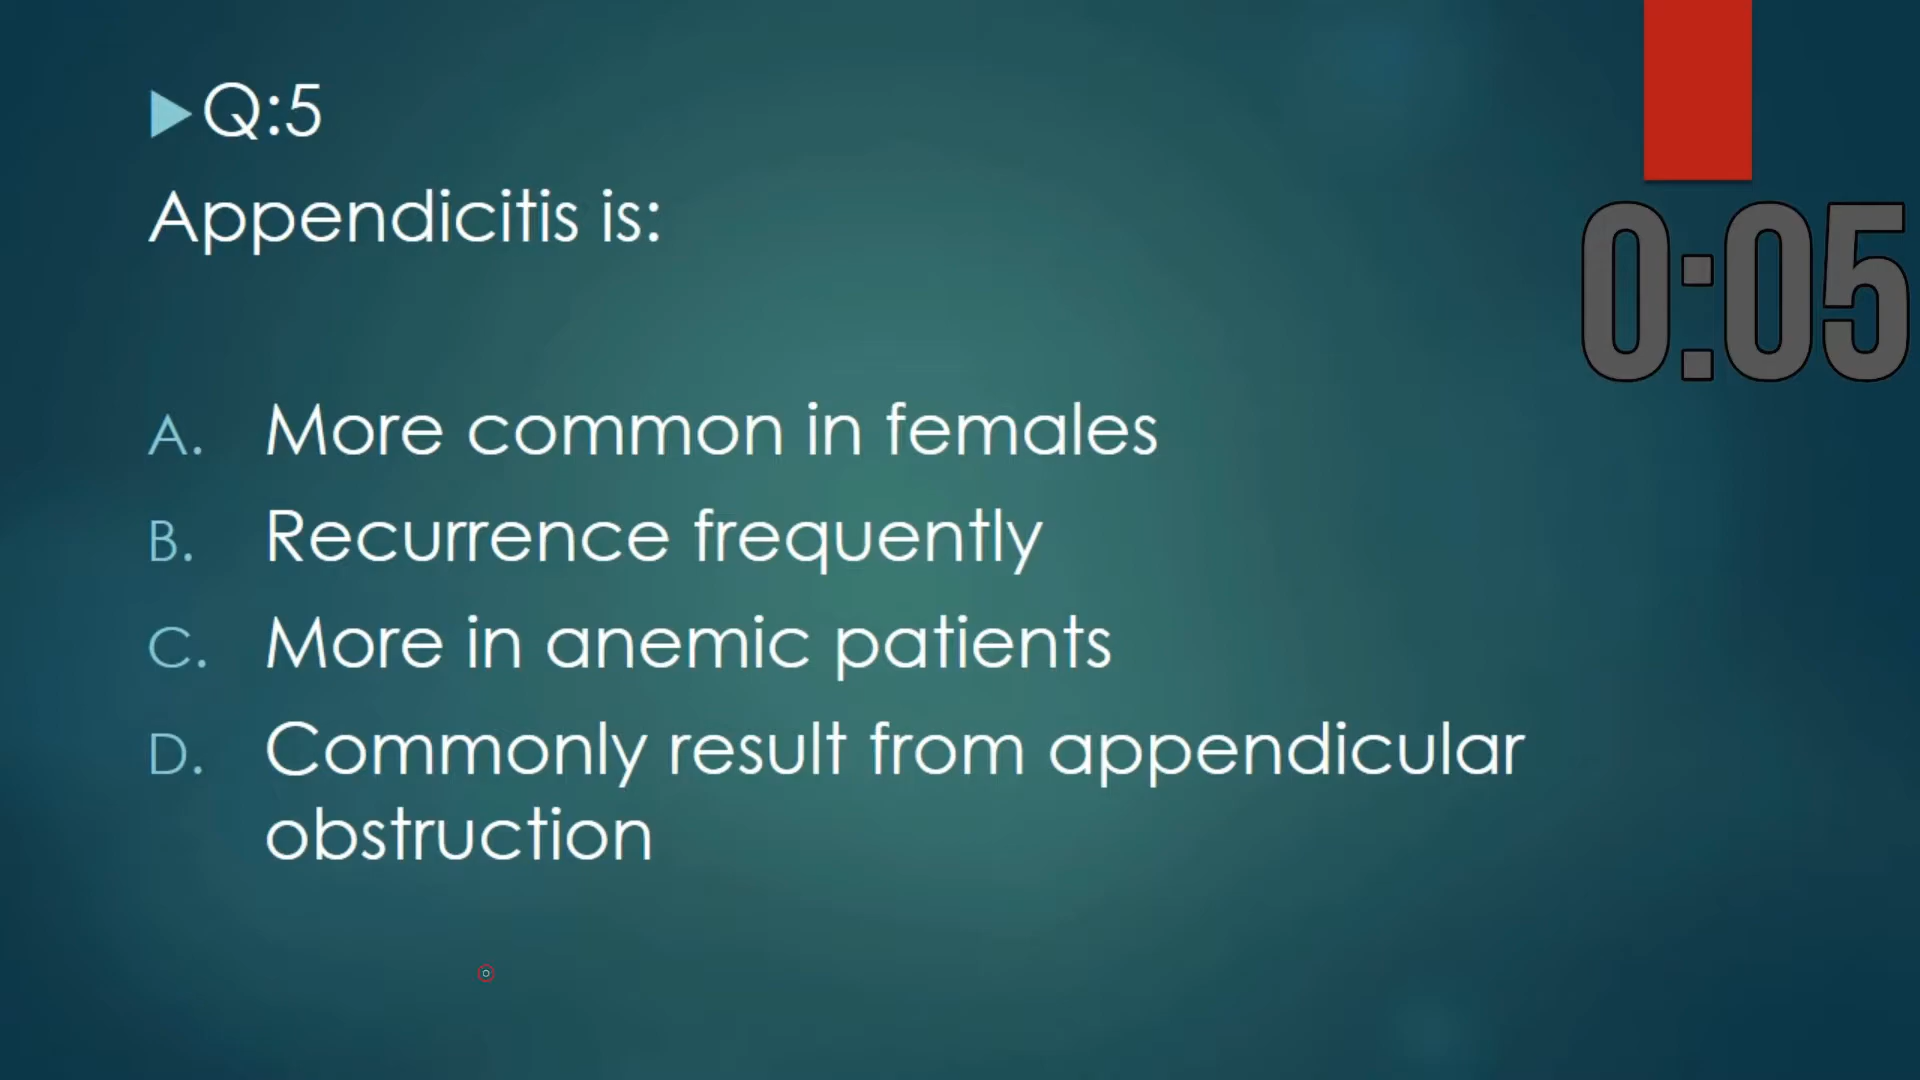 Q:5
0:05
Appendicitis is:
A. More common in females
B. Recurrence frequently
C. More in anemic patients
D. Commonly result from appendicular
obstruction